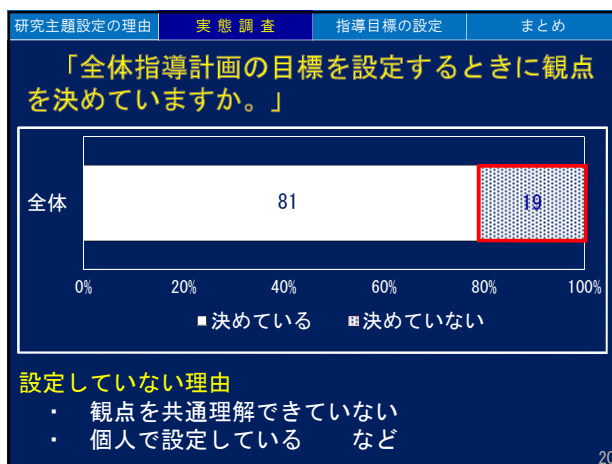 研究主題設定の理由 実態調査 指導目標の設定 まとめ
「全体指導計画の目標を設定するときに観点
を決めていますか。」
全体 81 19
0% 20% 40% 60% 80% 100%
決めている 決めていない
設定していない理由
・ 観点を共通理解できていない
・ 個人で設定している など
20